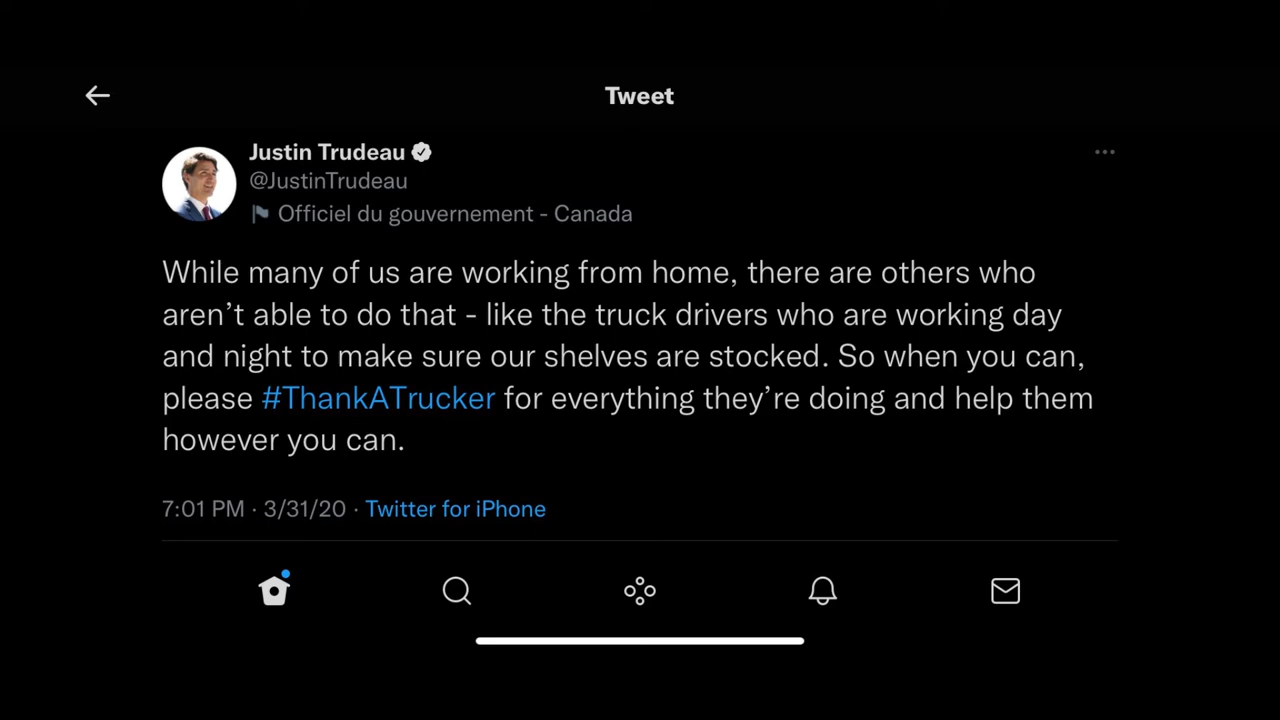 Tweet
Justin Trudeau
@JustinTrudeau
Officiel du gouvernement - Canada
While many of us are working from home, there are others who
aren’t able to do that - like the truck drivers who are working day
and night to make sure our shelves are stocked. So when you can,
please #ThankATrucker for everything they’re doing and help them
however you can.
7:01 PM · 3/31/20 · Twitter for iPhone